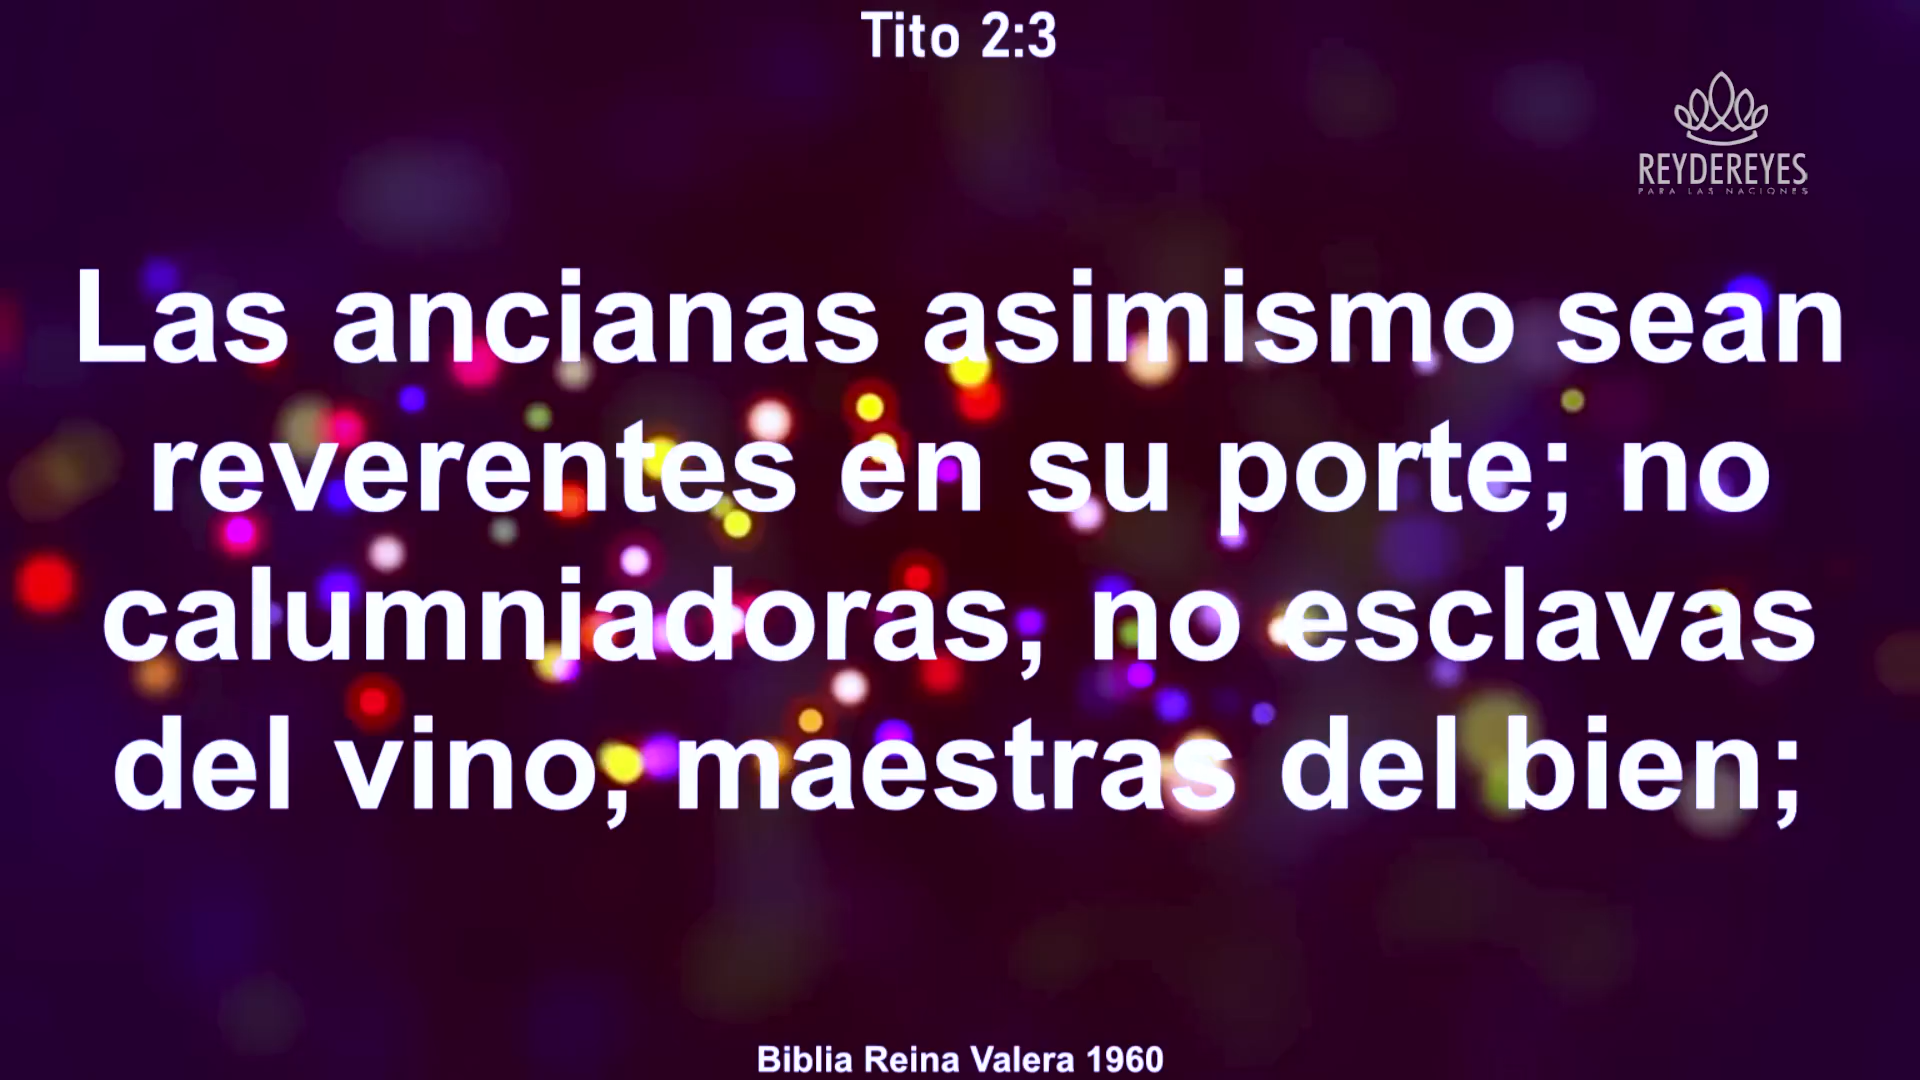 Tito 2:3
REYDEREYES
PARA LAS NACIONES
Las ancianas asimismo sean
reverentes en su porte; no
calumniadoras, no esclavas
del vino, maestras del bien;
Biblia Reina Valera 1960